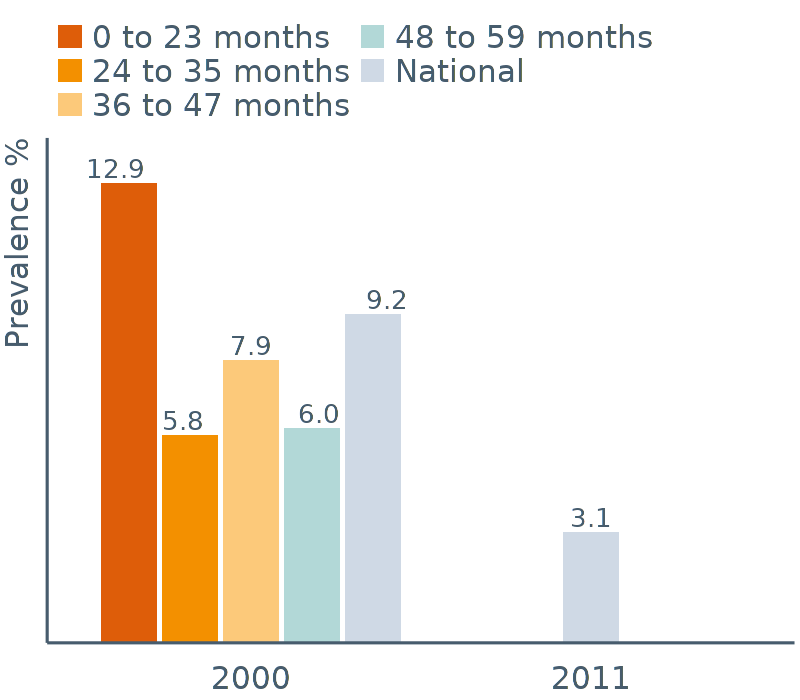 0 to 23 months
24 to 35 months
36 to 47 months
48 to 59 months
National
Prevalence %
12.9
5.8
7.9
6.0
9.2
3.1
2000
2011